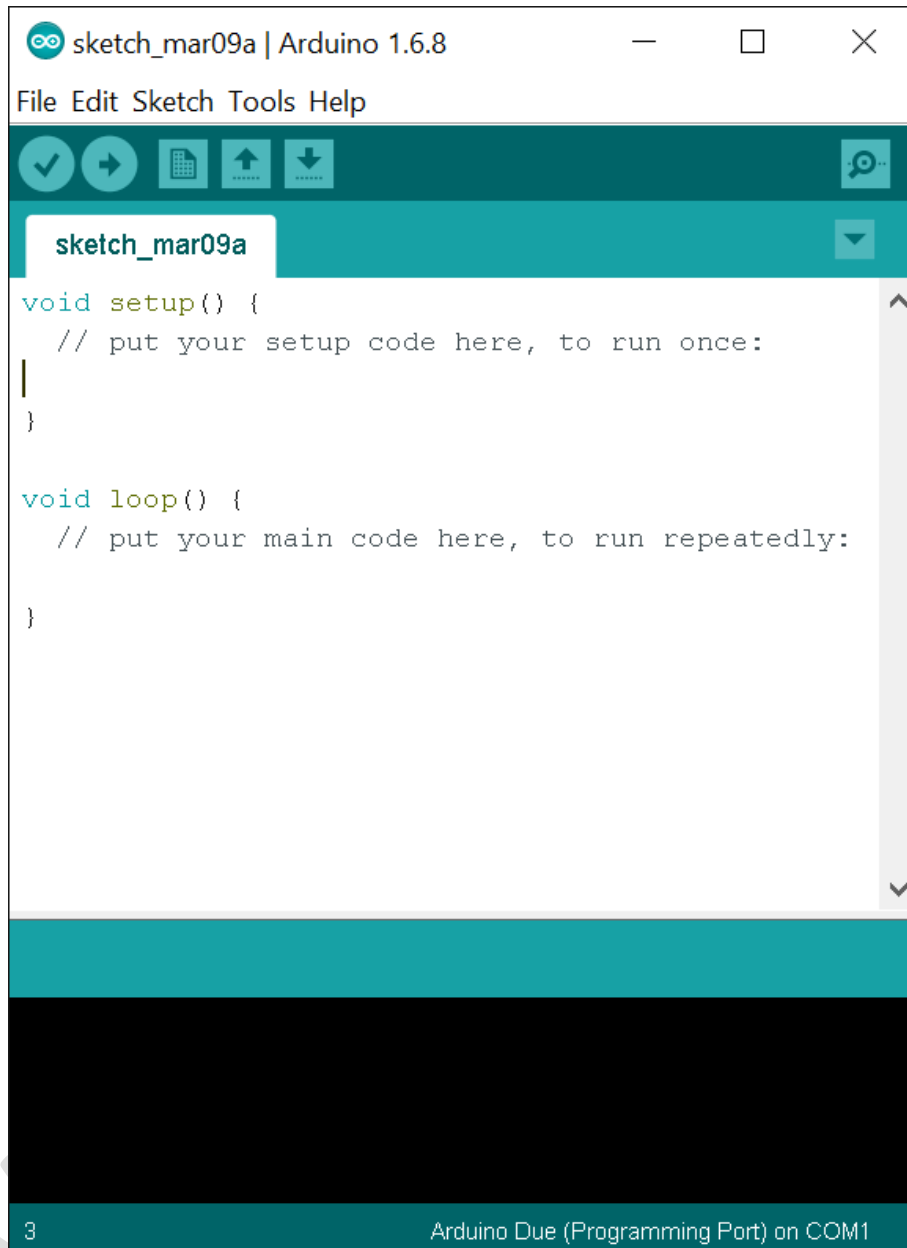 sketch_mar09a | Arduino 1.6.8
File Edit Sketch Tools Help
sketch_mar09a
void setup() {
  // put your setup code here, to run once:

}

void loop() {
  // put your main code here, to run repeatedly:

}
3 Arduino Due (Programming Port) on COM1